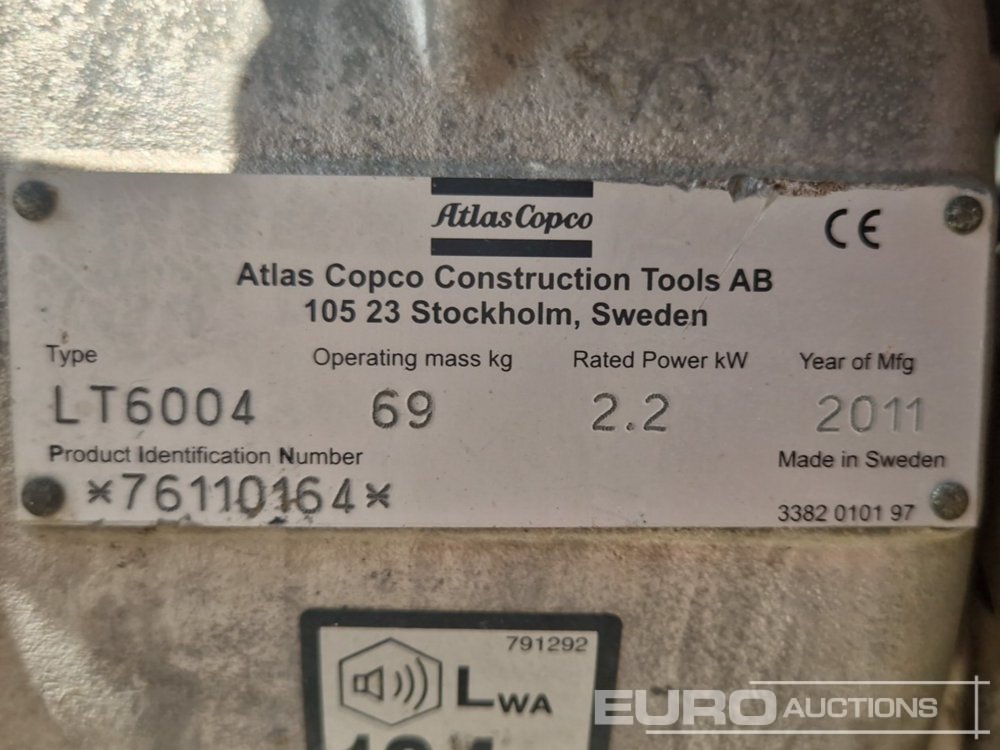 Atlas Copco
CE
Atlas Copco Construction Tools AB
105 23 Stockholm, Sweden
Type Operating mass kg Rated Power kW Year of Mfg
LT6004 69 2.2 2011
Product Identification Number Made in Sweden
*76110164*
3382 0101 97
791292
LWA
EURO AUCTIONS